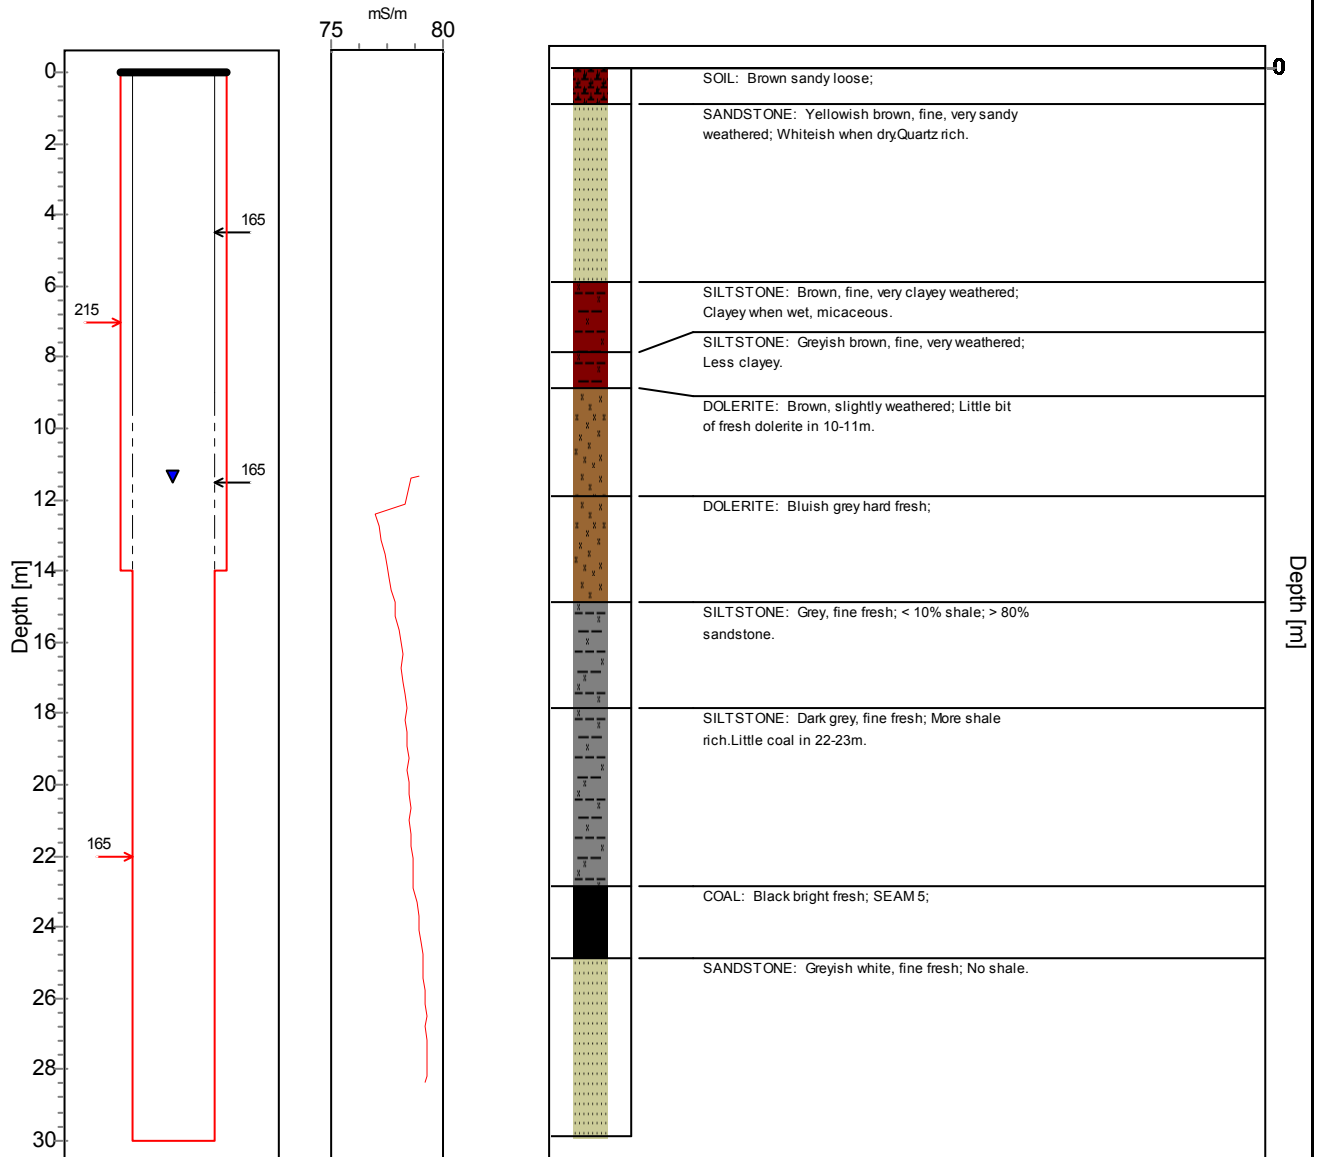 mS/m
75 80
0
2
4
6
8
10
12
14
16
18
20
22
24
26
28
30
Depth [m]
165
215
165
165
0
SOIL: Brown sandy loose;
SANDSTONE: Yellowish brown, fine, very sandy
weathered; Whiteish when dry.Quartz rich.
SILTSTONE: Brown, fine, very clayey weathered;
Clayey when wet, micaceous.
SILTSTONE: Greyish brown, fine, very weathered;
Less clayey.
DOLERITE: Brown, slightly weathered; Little bit
of fresh dolerite in 10-11m.
DOLERITE: Bluish grey hard fresh;
SILTSTONE: Grey, fine fresh; < 10% shale; > 80%
sandstone.
SILTSTONE: Dark grey, fine fresh; More shale
rich.Little coal in 22-23m.
COAL: Black bright fresh; SEAM 5;
SANDSTONE: Greyish white, fine fresh; No shale.
Depth [m]